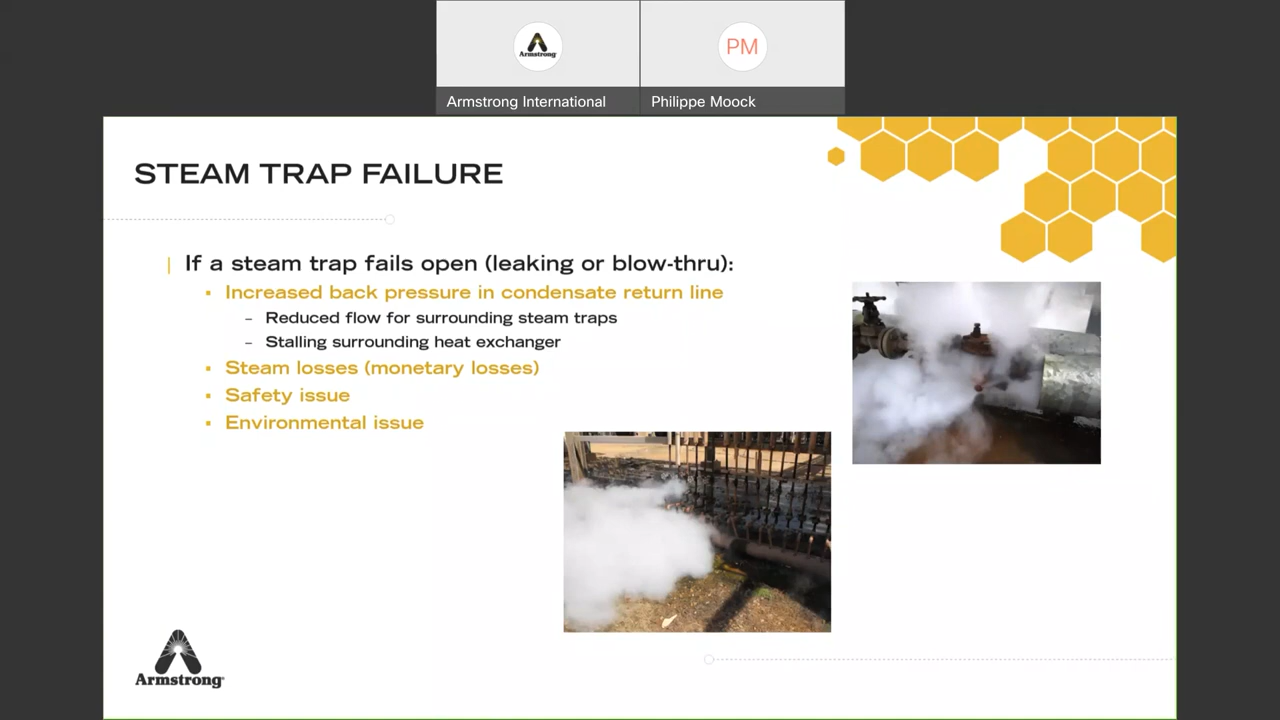 Armstrong
PM
Armstrong International
Philippe Moock
STEAM TRAP FAILURE
| If a steam trap fails open (leaking or blow-thru):
▪ Increased back pressure in condensate return line
– Reduced flow for surrounding steam traps
– Stalling surrounding heat exchanger
▪ Steam losses (monetary losses)
▪ Safety issue
▪ Environmental issue
Armstrong